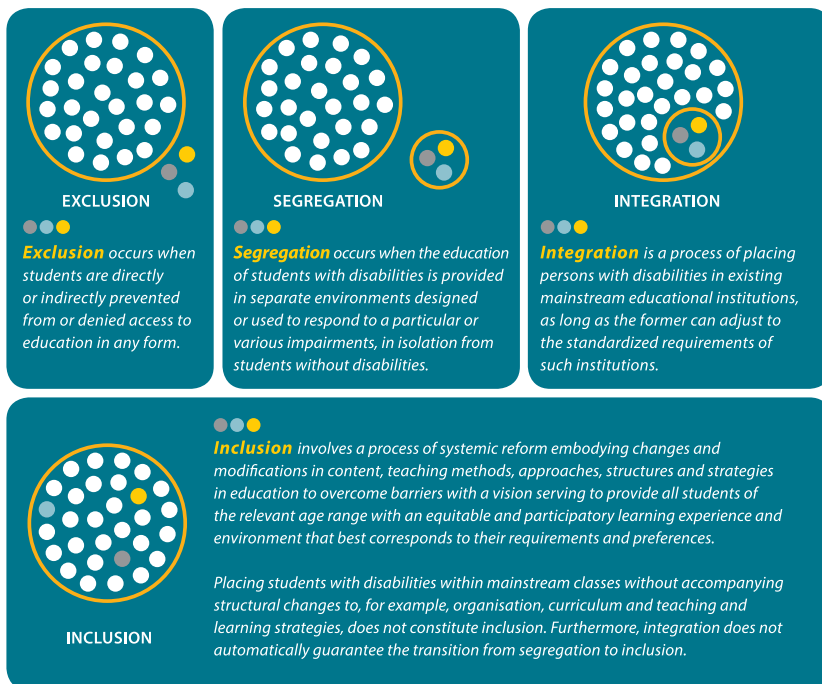 EXCLUSION
Exclusion occurs when
students are directly
or indirectly prevented
from or denied access to
education in any form.
SEGREGATION
Segregation occurs when the education
of students with disabilities is provided
in separate environments designed
or used to respond to a particular or
various impairments, in isolation from
students without disabilities.
INTEGRATION
Integration is a process of placing
persons with disabilities in existing
mainstream educational institutions,
as long as the former can adjust to
the standardized requirements of
such institutions.
INCLUSION
Inclusion involves a process of systemic reform embodying changes and
modifications in content, teaching methods, approaches, structures and strategies
in education to overcome barriers with a vision serving to provide all students of
the relevant age range with an equitable and participatory learning experience and
environment that best corresponds to their requirements and preferences.
Placing students with disabilities within mainstream classes without accompanying
structural changes to, for example, organisation, curriculum and teaching and
learning strategies, does not constitute inclusion. Furthermore, integration does not
automatically guarantee the transition from segregation to inclusion.